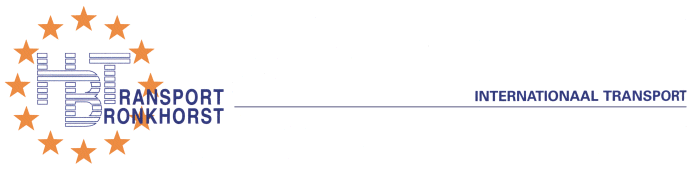 HBT
TRANSPORT
BRONKHORST
INTERNATIONAAL TRANSPORT